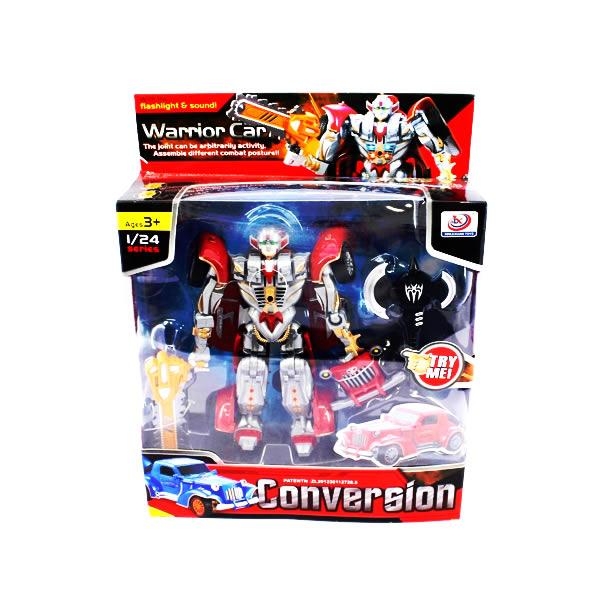 flashlight & sound!
Warrior Car
The joint can be arbitrarily activity.
Assemble different combat posture!!
Ages 3+
1/24
series
TRY
ME!
Conversion